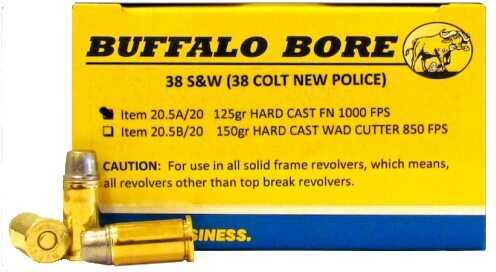 BUFFALO BORE
38 S&W (38 COLT NEW POLICE)
Item 20.5A/20 125gr HARD CAST FN 1000 FPS
Item 20.5B/20 150gr HARD CAST WAD CUTTER 850 FPS
CAUTION: For use in all solid frame revolvers, which means,
all revolvers other than top break revolvers.
SINESS.